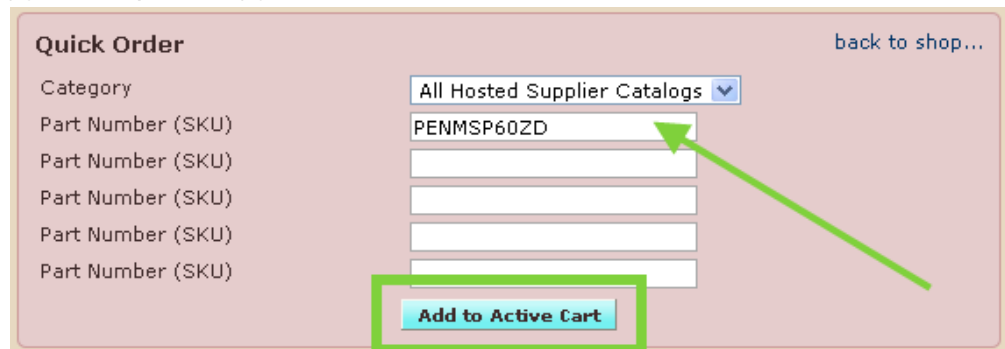 Quick Order back to shop...
Category All Hosted Supplier Catalogs
Part Number (SKU) PENMSP60ZD
Part Number (SKU)
Part Number (SKU)
Part Number (SKU)
Part Number (SKU)
Add to Active Cart